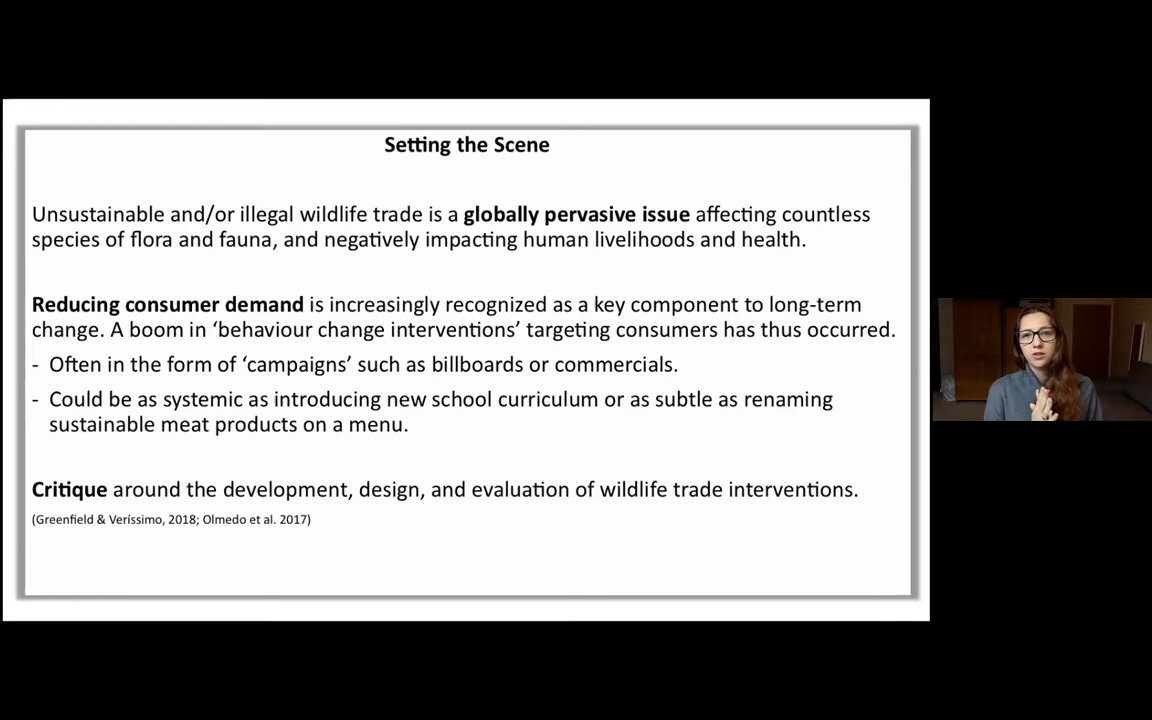 Setting the Scene
Unsustainable and/or illegal wildlife trade is a globally pervasive issue affecting countless
species of flora and fauna, and negatively impacting human livelihoods and health.
Reducing consumer demand is increasingly recognized as a key component to long-term
change. A boom in ‘behaviour change interventions’ targeting consumers has thus occurred.
- Often in the form of ‘campaigns’ such as billboards or commercials.
- Could be as systemic as introducing new school curriculum or as subtle as renaming
sustainable meat products on a menu.
Critique around the development, design, and evaluation of wildlife trade interventions.
(Greenfield & Veríssimo, 2018; Olmedo et al. 2017)